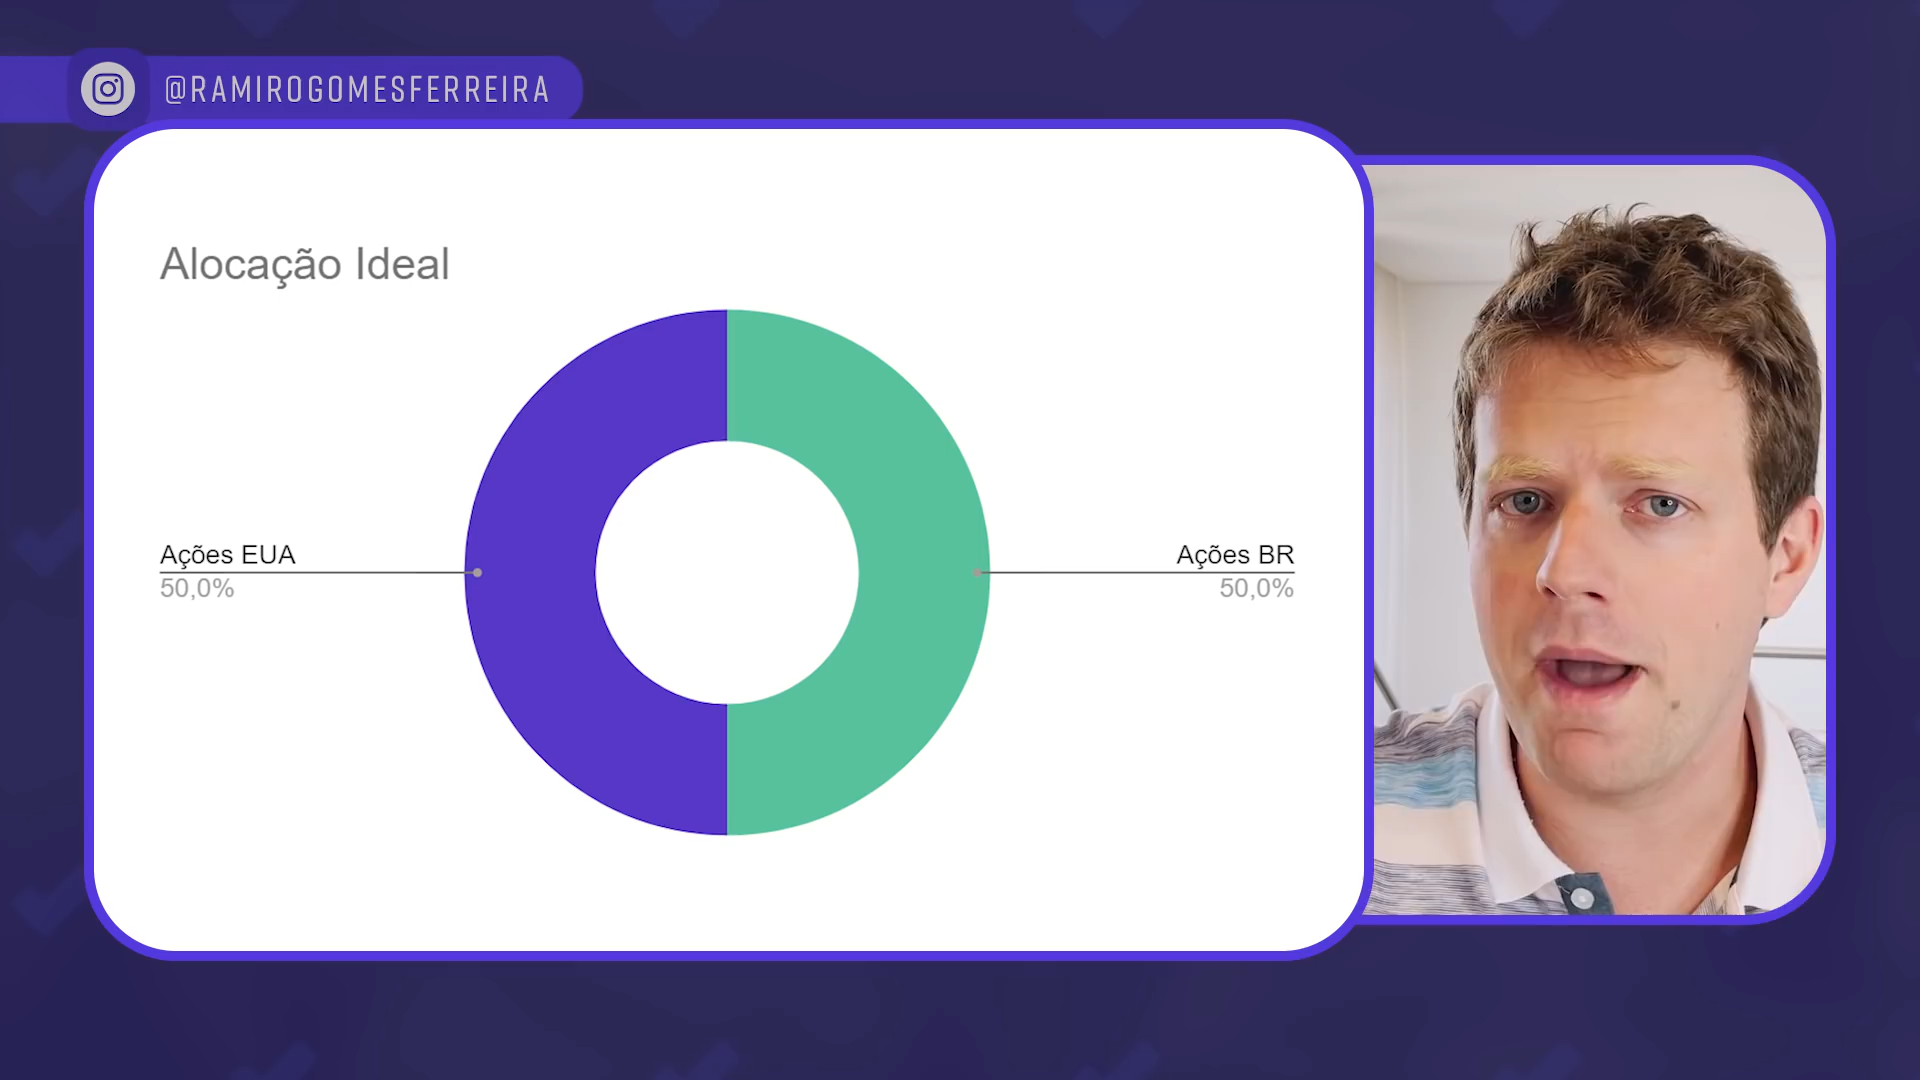 @RAMIROGOMESFERREIRA
Alocação Ideal
Ações EUA
50,0%
Ações BR
50,0%